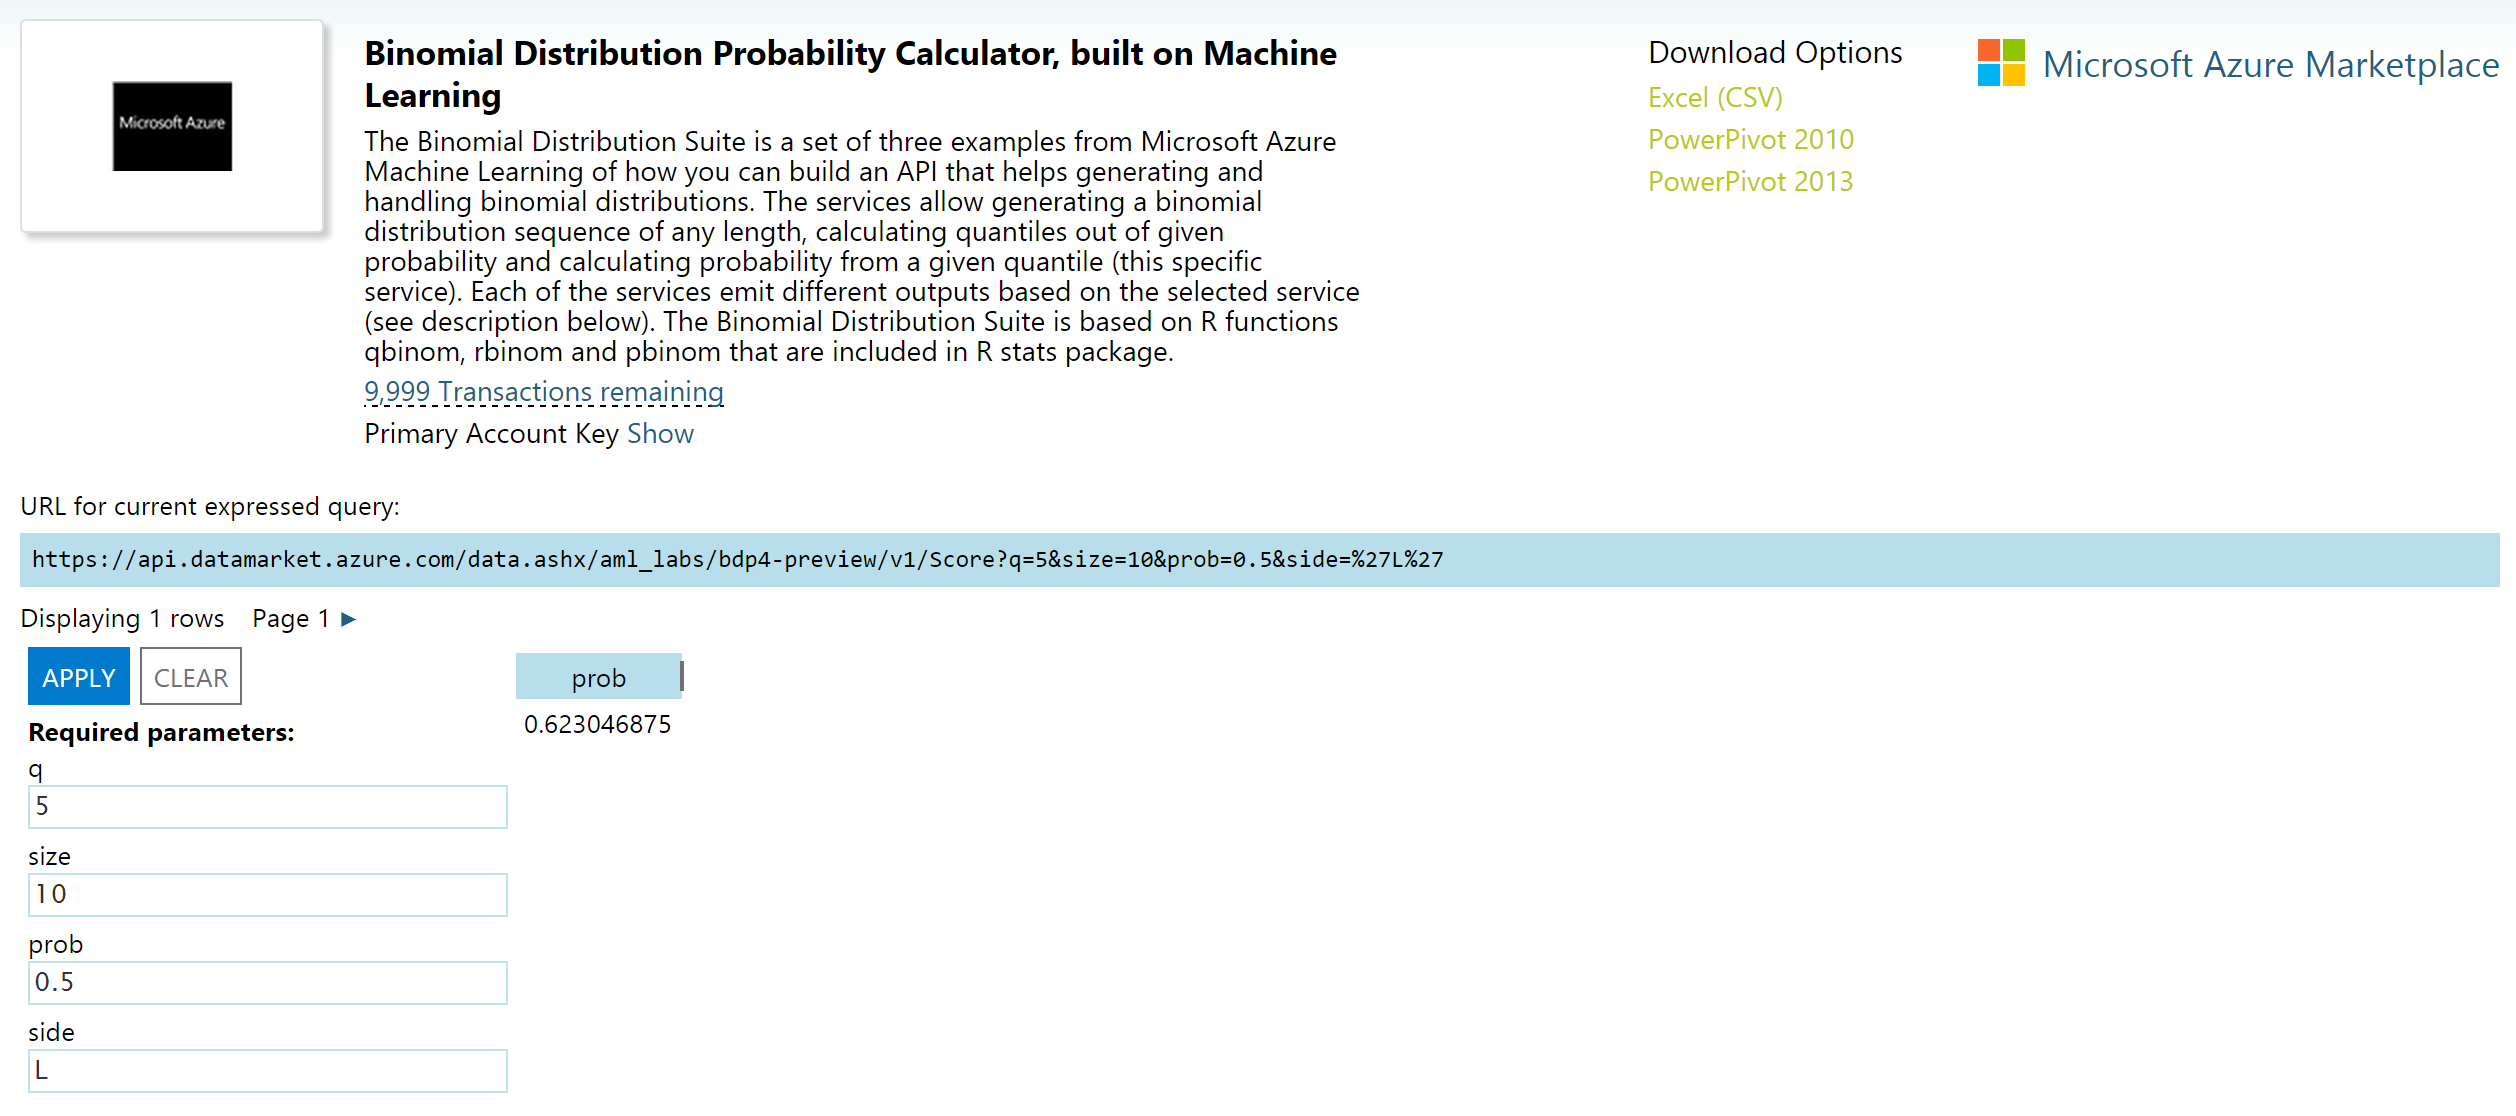 Microsoft Azure
Binomial Distribution Probability Calculator, built on Machine
Learning
The Binomial Distribution Suite is a set of three examples from Microsoft Azure
Machine Learning of how you can build an API that helps generating and
handling binomial distributions. The services allow generating a binomial
distribution sequence of any length, calculating quantiles out of given
probability and calculating probability from a given quantile (this specific
service). Each of the services emit different outputs based on the selected service
(see description below). The Binomial Distribution Suite is based on R functions
qbinom, rbinom and pbinom that are included in R stats package.
9,999 Transactions remaining
Primary Account Key Show
Download Options
Excel (CSV)
PowerPivot 2010
PowerPivot 2013
Microsoft Azure Marketplace
URL for current expressed query:
https://api.datamarket.azure.com/data.ashx/aml_labs/bdp4-preview/v1/Score?q=5&size=10&prob=0.5&side=%27L%27
Displaying 1 rows Page 1
APPLY CLEAR
Required parameters:
q
5
size
10
prob
0.5
side
L
prob
0.623046875